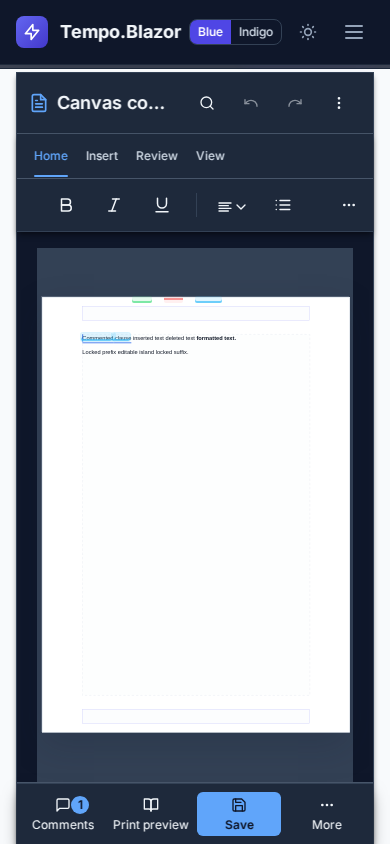 Tempo.Blazor
Blue Indigo
Canvas co...
Home Insert Review View
B I U
Commented clause inserted text deleted text formatted text.
Locked prefix editable island locked suffix.
Comments 1 Print preview Save More